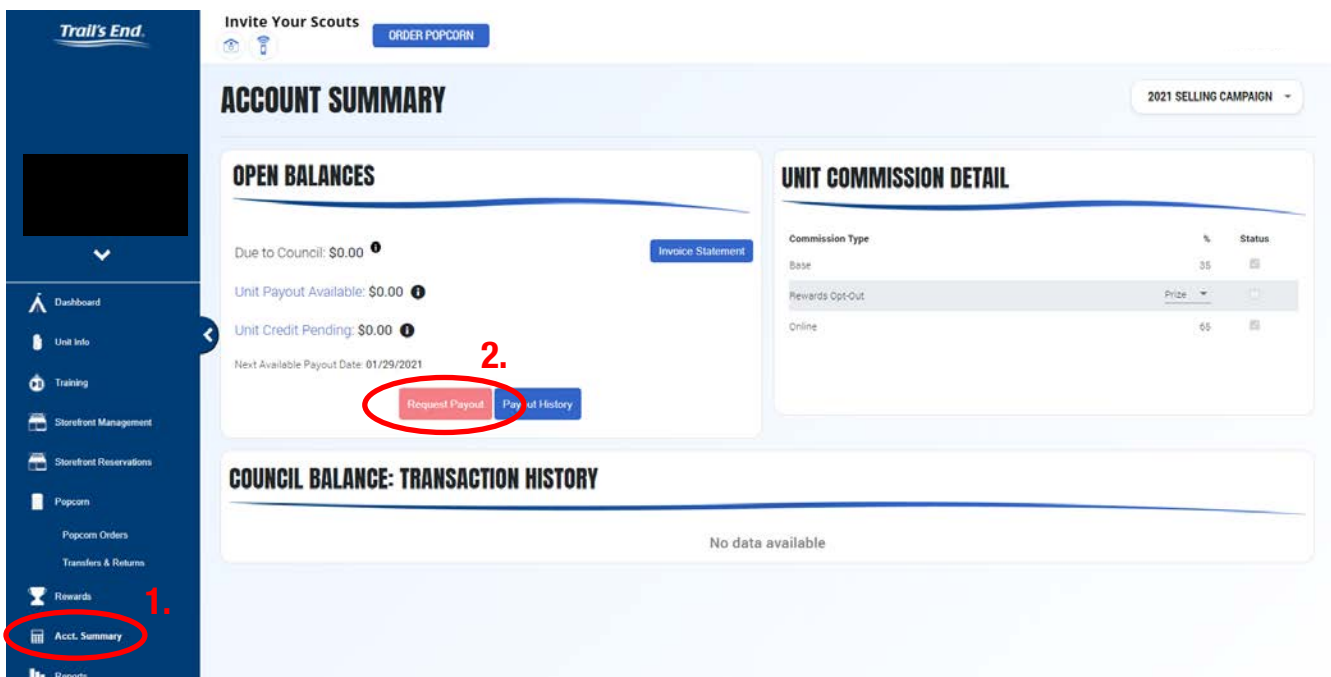 Trail's End.
Invite Your Scouts
ORDER POPCORN
ACCOUNT SUMMARY
2021 SELLING CAMPAIGN
OPEN BALANCES
Due to Council: $0.00
Invoice Statement
Unit Payout Available: $0.00
Unit Credit Pending: $0.00
Next Available Payout Date: 01/29/2021
2.
Request Payout
Payout History
UNIT COMMISSION DETAIL
Commission Type % Status
Base 35
Rewards Opt-Out Prize
Online 65
COUNCIL BALANCE: TRANSACTION HISTORY
No data available
Dashboard
Unit Info
Training
Storefront Management
Storefront Reservations
Popcorn
Popcorn Orders
Transfers & Returns
Rewards
1.
Acct. Summary
Reports